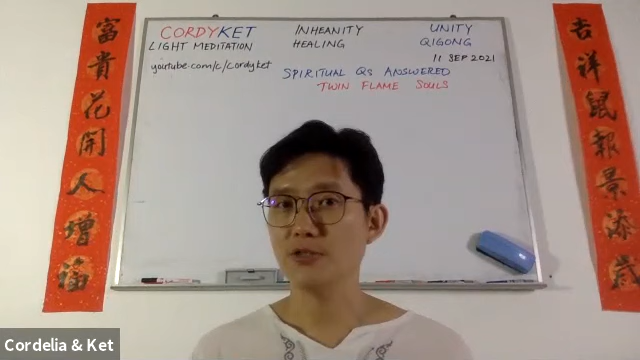 富貴花開人增福
CORDYKET
INHEANITY
UNITY
LIGHT MEDITATION
HEALING
QIGONG
youtube.com/c/cordyket
11 SEP 2021
SPIRITUAL QS ANSWERED
TWIN FLAME SOULS
吉祥鼠報景添歲
Cordelia & Ket